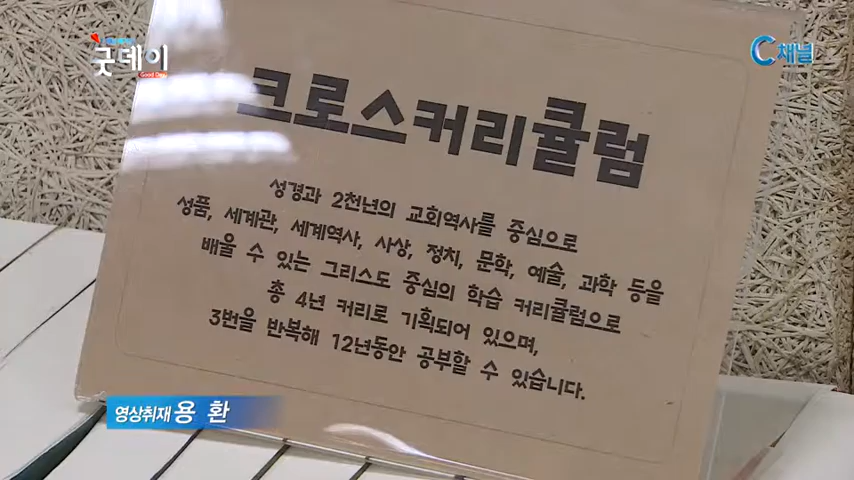 굿데이
Good Day
C채널
크로스커리큘럼
성경과 2천년의 교회역사를 중심으로
성품, 세계관, 세계역사, 사상, 정치, 문학, 예술, 과학 등을
배울 수 있는 그리스도 중심의 학습 커리큘럼으로
총 4년 커리로 기획되어 있으며,
3번을 반복해 12년동안 공부할 수 있습니다.
영상취재 용 환